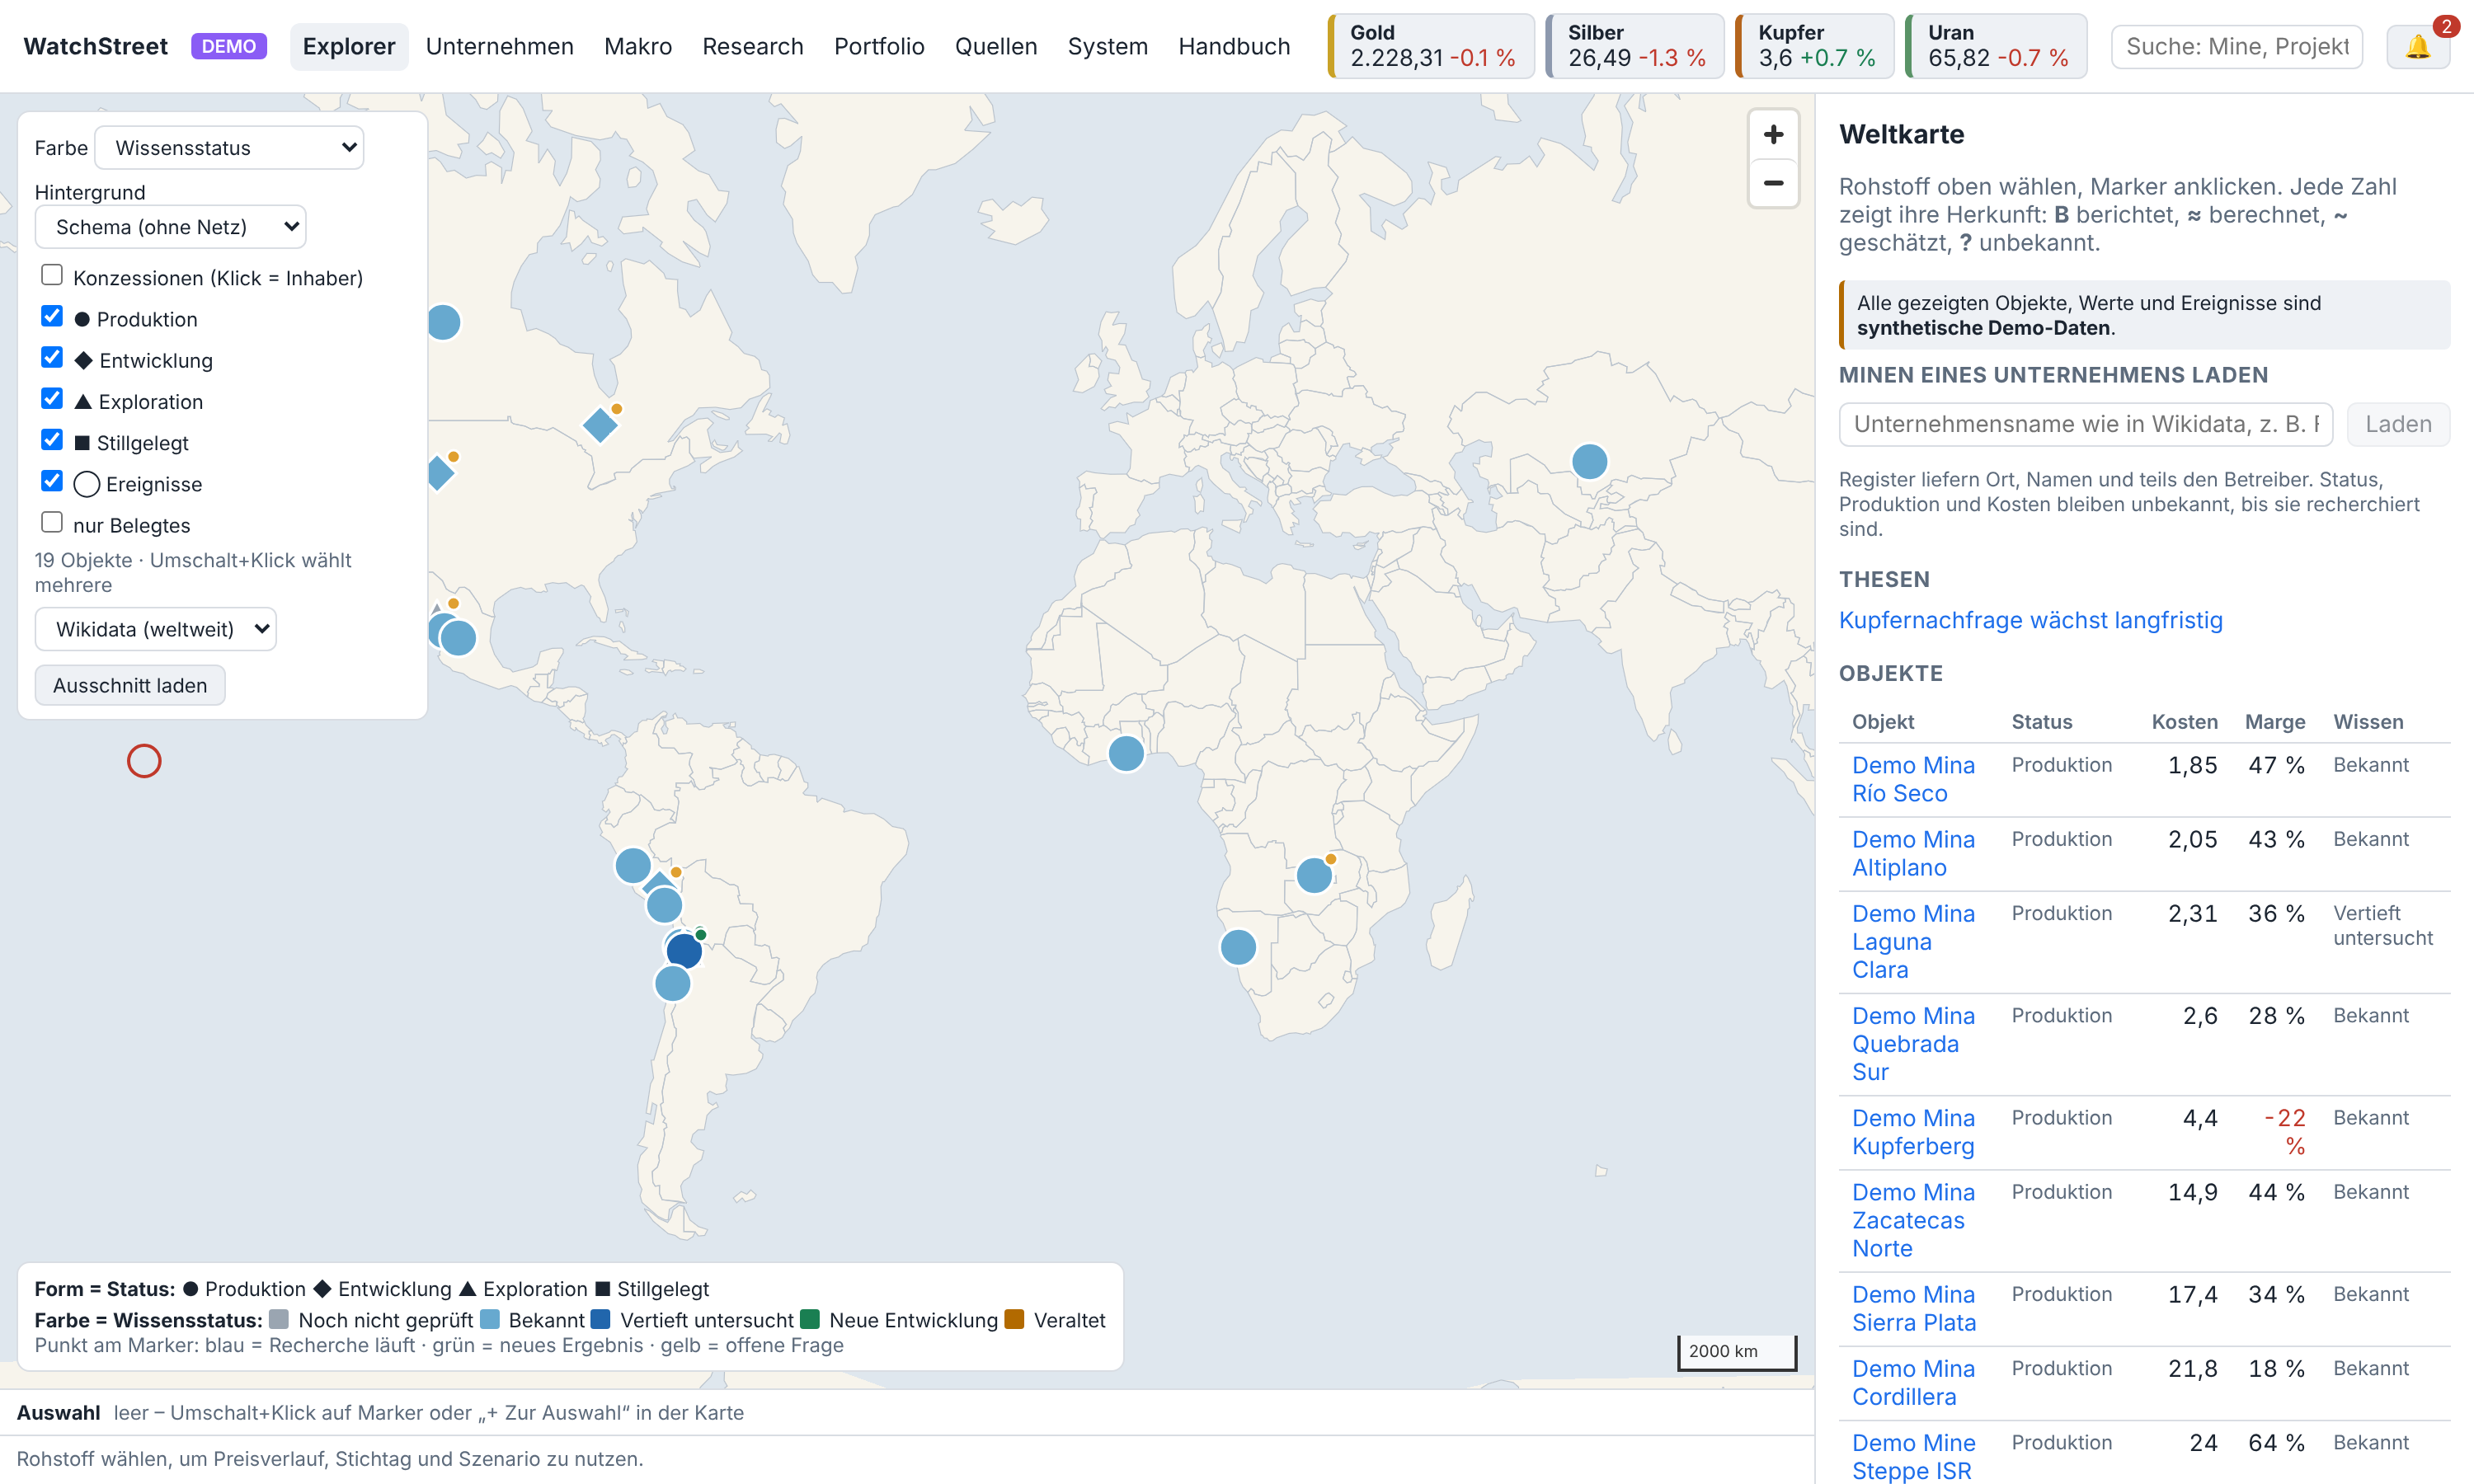 WatchStreet DEMO Explorer Unternehmen Makro Research Portfolio Quellen System Handbuch
Gold
2.228,31 -0.1 %
Silber
26,49 -1.3 %
Kupfer
3,6 +0.7 %
Uran
65,82 -0.7 %
Suche: Mine, Projekt
2
Farbe Wissensstatus
Hintergrund
Schema (ohne Netz)
Konzessionen (Klick = Inhaber)
Produktion
Entwicklung
Exploration
Stillgelegt
Ereignisse
nur Belegtes
19 Objekte · Umschalt+Klick wählt
mehrere
Wikidata (weltweit)
Ausschnitt laden
+
−
Form = Status: ● Produktion ◆ Entwicklung ▲ Exploration ■ Stillgelegt
Farbe = Wissensstatus: Noch nicht geprüft Bekannt Vertieft untersucht Neue Entwicklung Veraltet
Punkt am Marker: blau = Recherche läuft · grün = neues Ergebnis · gelb = offene Frage
2000 km
Auswahl leer – Umschalt+Klick auf Marker oder „+ Zur Auswahl“ in der Karte
Rohstoff wählen, um Preisverlauf, Stichtag und Szenario zu nutzen.
Weltkarte
Rohstoff oben wählen, Marker anklicken. Jede Zahl
zeigt ihre Herkunft: B berichtet, ≈ berechnet, ~
geschätzt, ? unbekannt.
Alle gezeigten Objekte, Werte und Ereignisse sind
synthetische Demo-Daten.
MINEN EINES UNTERNEHMENS LADEN
Unternehmensname wie in Wikidata, z. B. Laden
Register liefern Ort, Namen und teils den Betreiber. Status,
Produktion und Kosten bleiben unbekannt, bis sie recherchiert
sind.
THESEN
Kupfernachfrage wächst langfristig
OBJEKTE
Objekt Status Kosten Marge Wissen
Demo Mina Produktion 1,85 47 % Bekannt
Río Seco
Demo Mina Produktion 2,05 43 % Bekannt
Altiplano
Demo Mina Produktion 2,31 36 % Vertieft
Laguna untersucht
Clara
Demo Mina Produktion 2,6 28 % Bekannt
Quebrada
Sur
Demo Mina Produktion 4,4 -22 Bekannt
Kupferberg %
Demo Mina Produktion 14,9 44 % Bekannt
Zacatecas
Norte
Demo Mina Produktion 17,4 34 % Bekannt
Sierra Plata
Demo Mina Produktion 21,8 18 % Bekannt
Cordillera
Demo Mine Produktion 24 64 % Bekannt
Steppe ISR